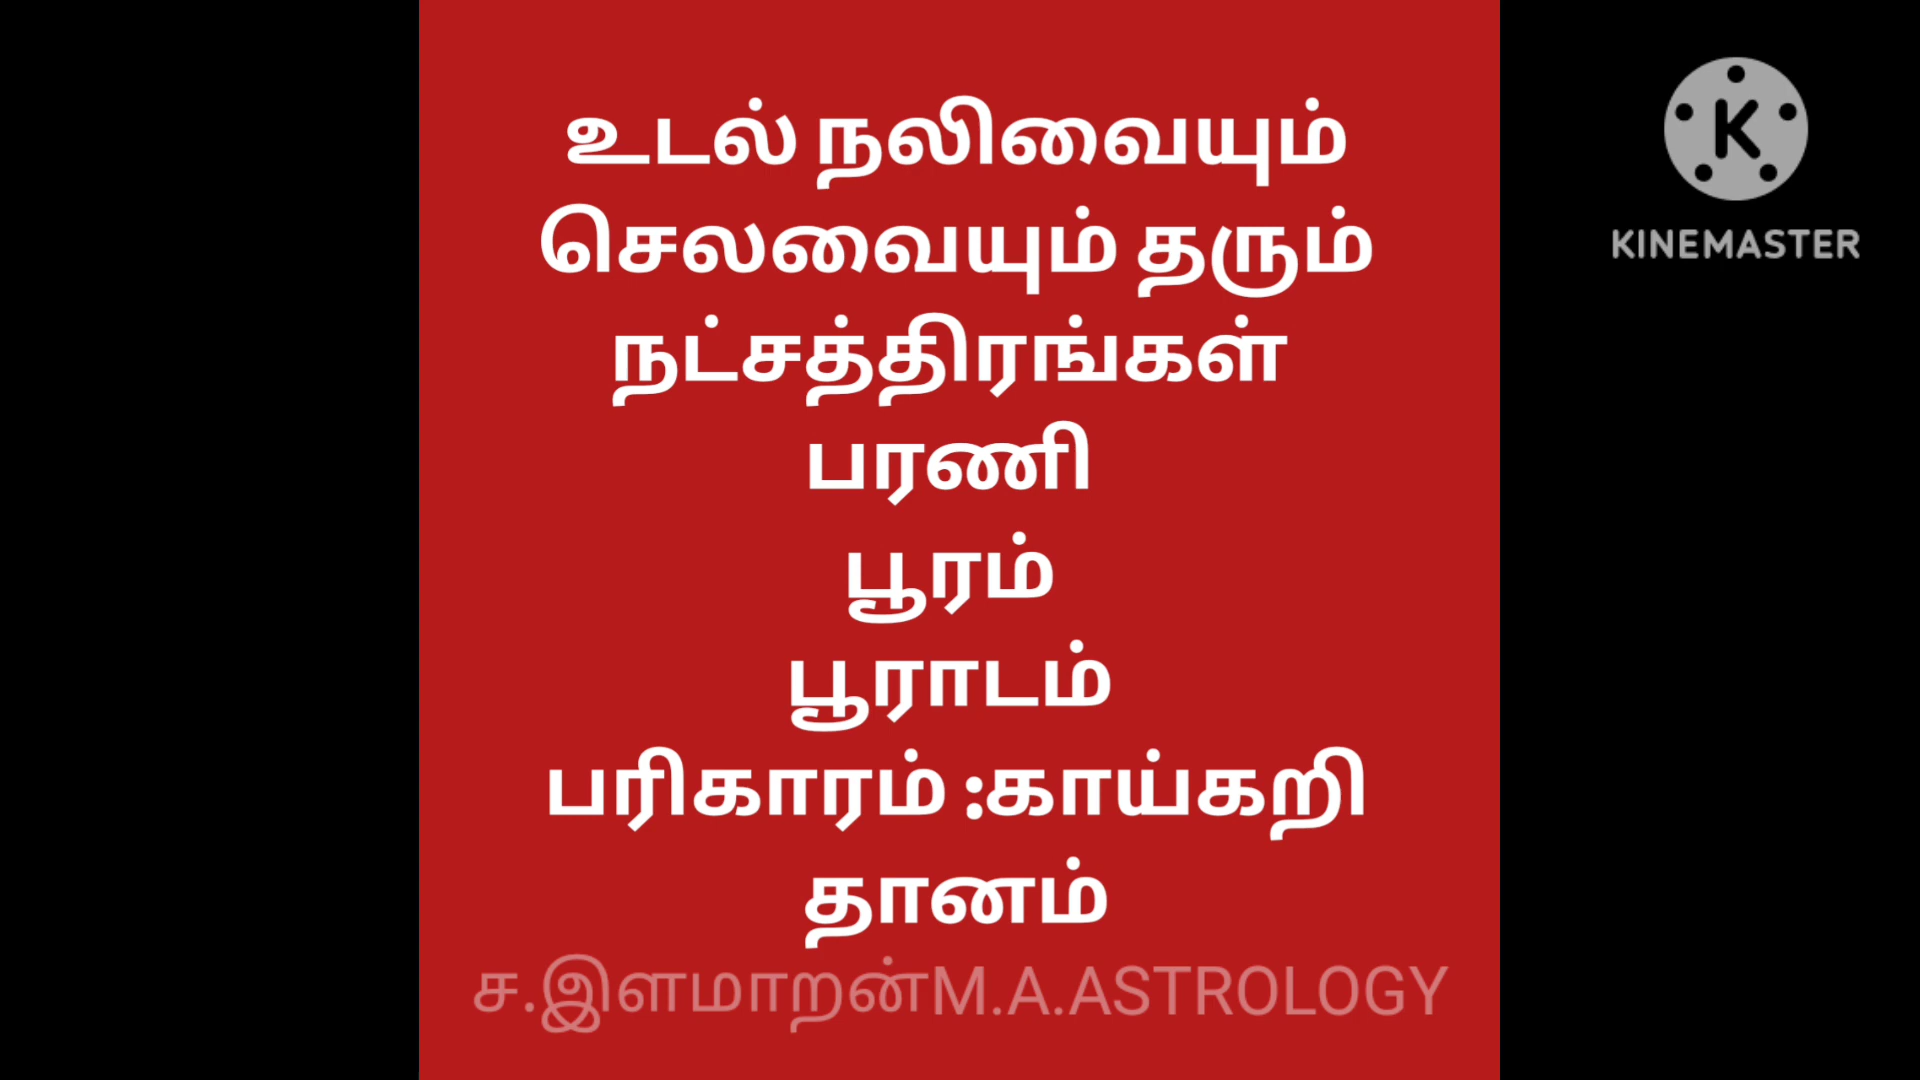 உடல் நலிவையும்
செலவையும் தரும்
நட்சத்திரங்கள்
பரணி
பூரம்
பூராடம்
பரிகாரம் :காய்கறி
தானம்
ச.இளமாறன்M.A.ASTROLOGY
K
KINEMASTER